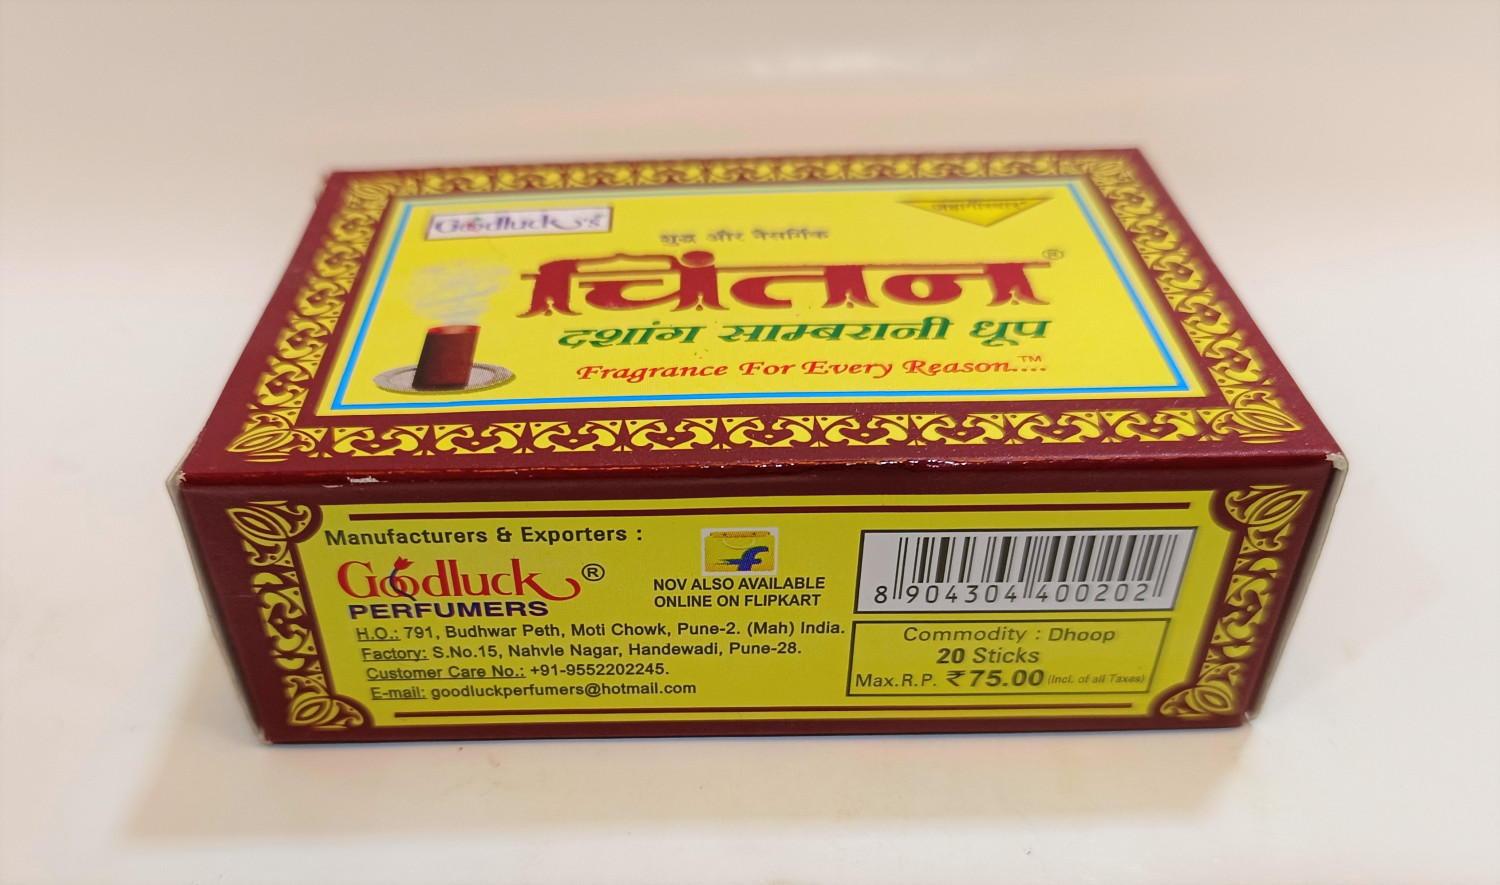 Goodluck's
शुद्ध और नैसर्गिक
चिंतन®
दशांग साम्बरानी धूप
Fragrance For Every Reason....™
Manufacturers & Exporters :
Goodluck®
PERFUMERS
H.O.: 791, Budhwar Peth, Moti Chowk, Pune-2. (Mah) India.
Factory: S.No.15, Nahvle Nagar, Handewadi, Pune-28.
Customer Care No.: +91-9552202245.
E-mail: goodluckperfumers@hotmail.com
NOV ALSO AVAILABLE
ONLINE ON FLIPKART
8 904304 400202
Commodity : Dhoop
20 Sticks
Max.R.P. ₹75.00 (Incl. of all Taxes)